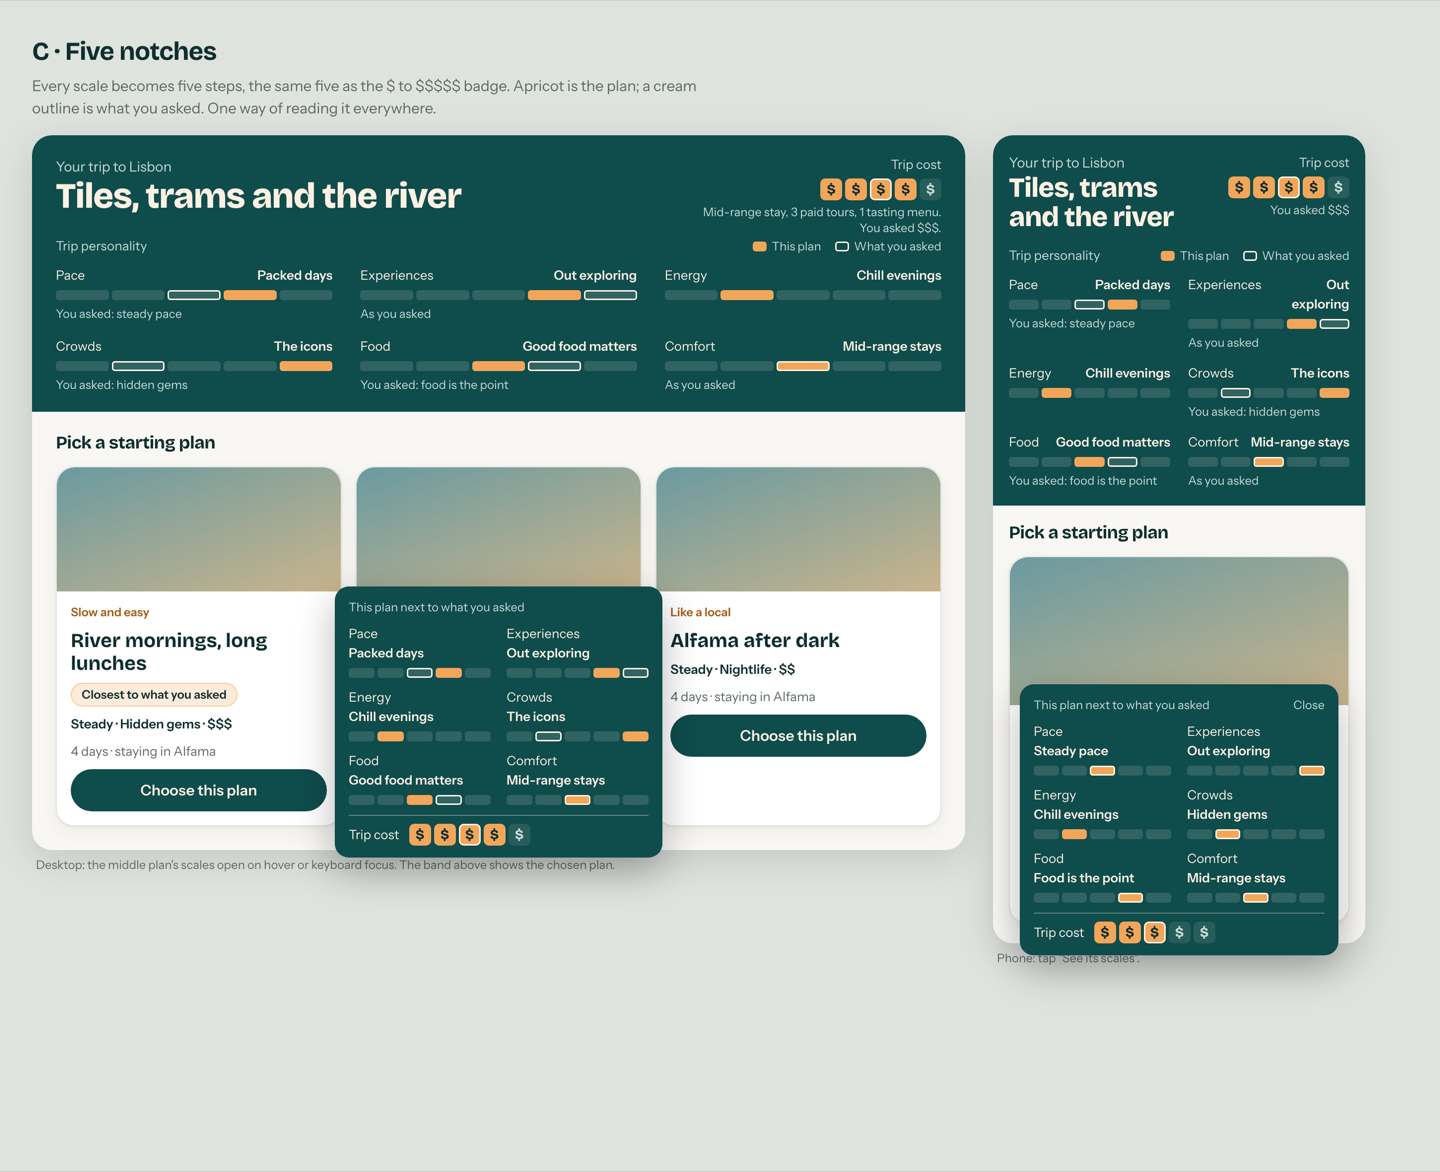 C · Five notches
Every scale becomes five steps, the same five as the $ to $$$$$ badge. Apricot is the plan; a cream
outline is what you asked. One way of reading it everywhere.
Your trip to Lisbon
Tiles, trams and the river
Trip cost
$ $ $ $ $
Mid-range stay, 3 paid tours, 1 tasting menu.
You asked $$$.
Trip personality
This plan What you asked
Pace Packed days
You asked: steady pace
Experiences Out exploring
As you asked
Energy Chill evenings
Crowds The icons
You asked: hidden gems
Food Good food matters
You asked: food is the point
Comfort Mid-range stays
As you asked
Pick a starting plan
Slow and easy
River mornings, long
lunches
Closest to what you asked
Steady · Hidden gems · $$$
4 days · staying in Alfama
Choose this plan
This plan next to what you asked
Pace
Packed days
Experiences
Out exploring
Energy
Chill evenings
Crowds
The icons
Food
Good food matters
Comfort
Mid-range stays
Trip cost $ $ $ $ $
Like a local
Alfama after dark
Steady · Nightlife · $$
4 days · staying in Alfama
Choose this plan
Desktop: the middle plan's scales open on hover or keyboard focus. The band above shows the chosen plan.
Your trip to Lisbon
Tiles, trams
and the river
Trip cost
$ $ $ $ $
You asked $$$
Trip personality
This plan What you asked
Pace Packed days
You asked: steady pace
Experiences Out
exploring
As you asked
Energy Chill evenings
Crowds The icons
You asked: hidden gems
Food Good food matters
You asked: food is the point
Comfort Mid-range stays
As you asked
Pick a starting plan
This plan next to what you asked Close
Pace
Steady pace
Experiences
Out exploring
Energy
Chill evenings
Crowds
Hidden gems
Food
Food is the point
Comfort
Mid-range stays
Trip cost $ $ $ $ $
Phone: tap "See its scales".